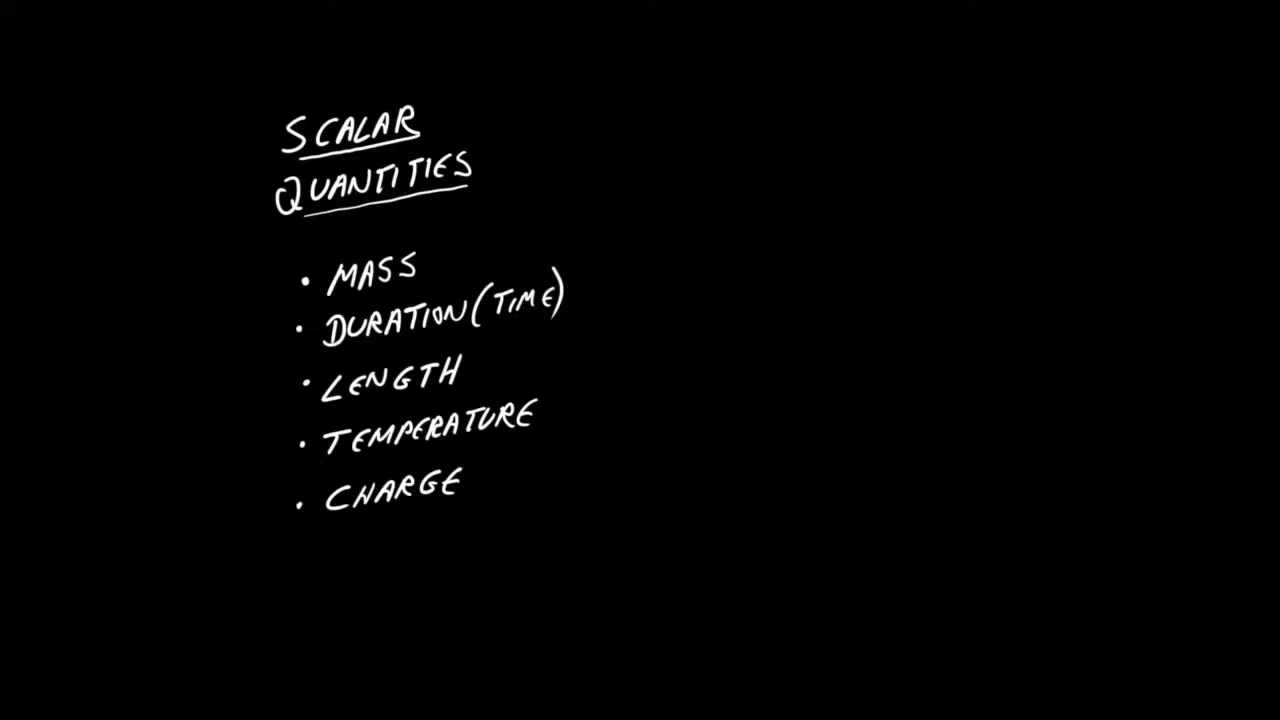 SCALAR
QUANTITIES
• MASS
• DURATION (TIME)
• LENGTH
• TEMPERATURE
• CHARGE